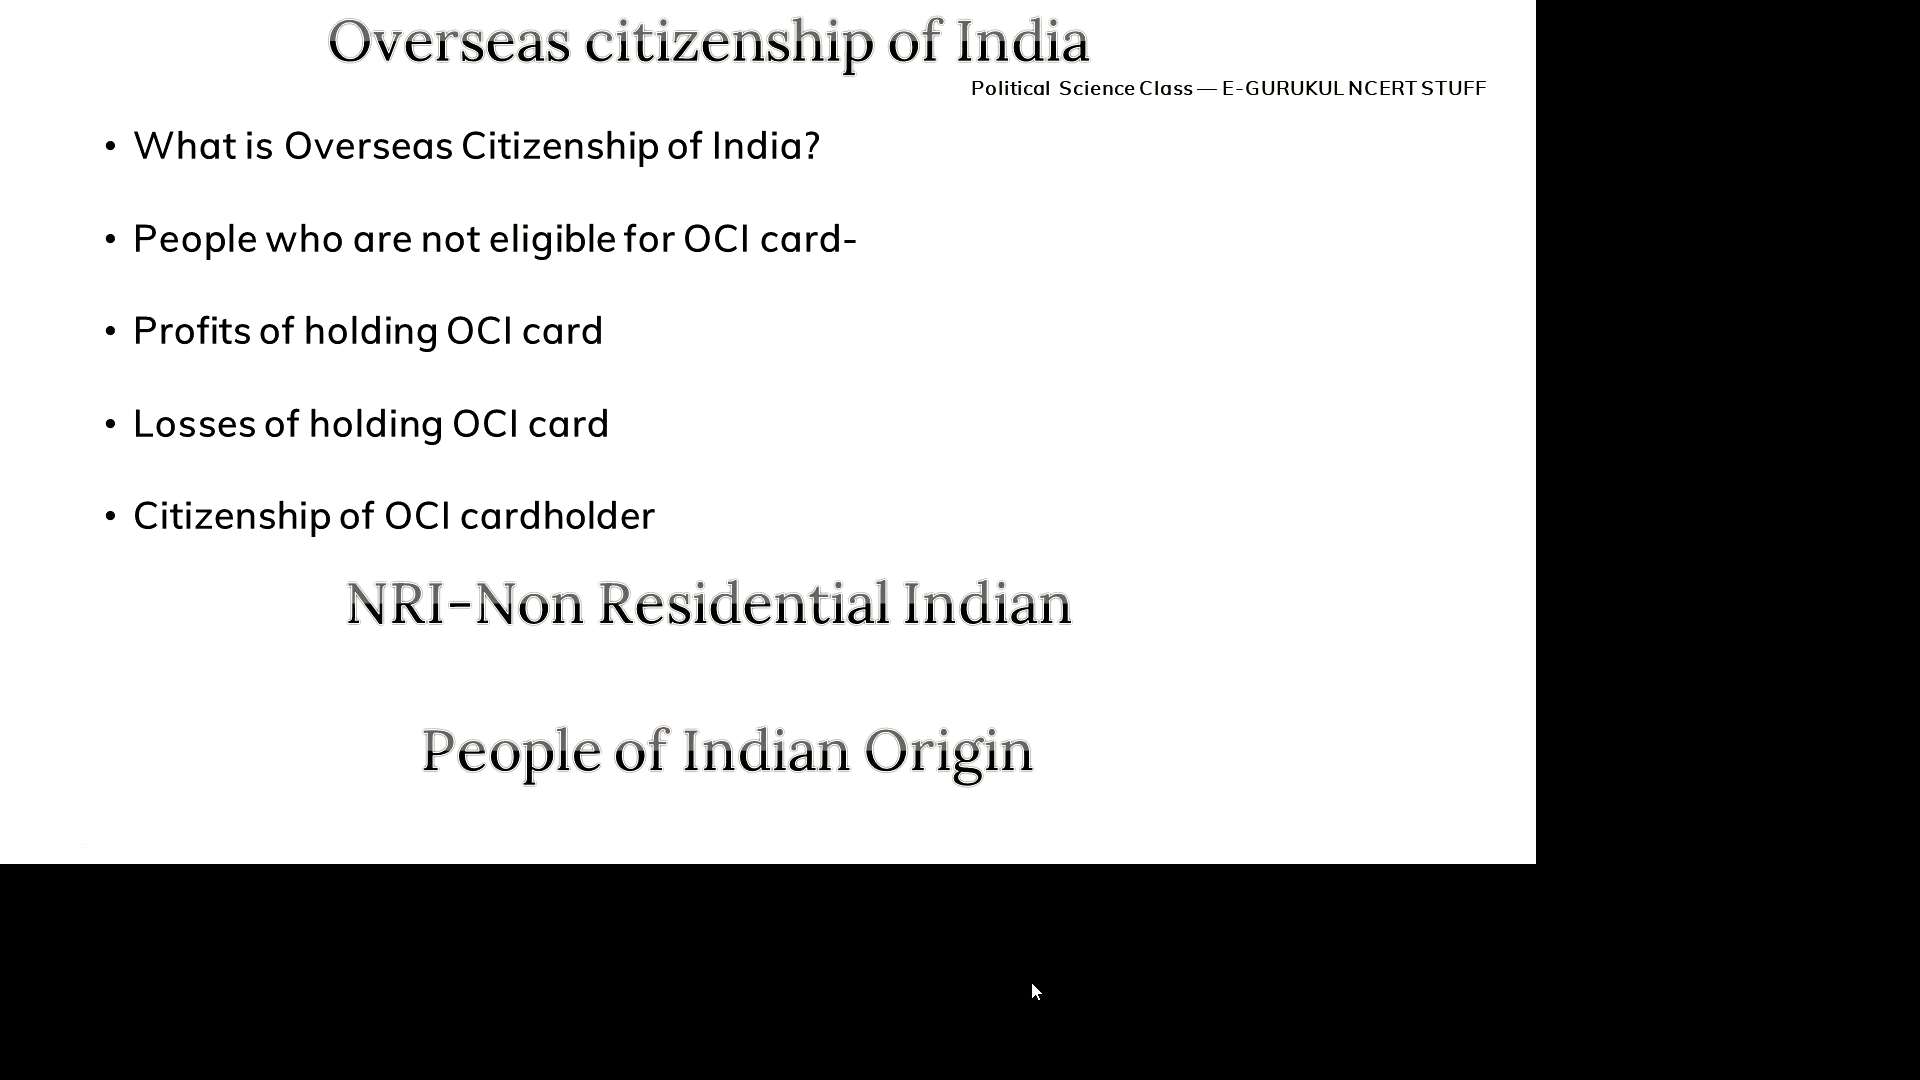 Overseas citizenship of India
Political Science Class — E-GURUKUL NCERT STUFF
• What is Overseas Citizenship of India?
• People who are not eligible for OCI card-
• Profits of holding OCI card
• Losses of holding OCI card
• Citizenship of OCI cardholder
NRI-Non Residential Indian
People of Indian Origin